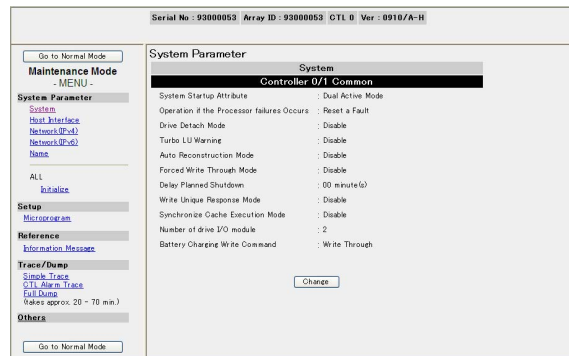 Serial No : 93000053 Array ID : 93000053 CTL 0 Ver : 0910/A-H
Go to Normal Mode
Maintenance Mode
- MENU -
System Parameter
System
Host Interface
Network(IPv4)
Network(IPv6)
Name
ALL
Initialize
Setup
Microprogram
Reference
Information Message
Trace/Dump
Simple Trace
CTL Alarm Trace
Full Dump
(takes approx. 20 - 70 min.)
Others
Go to Normal Mode
System Parameter
System
Controller 0/1 Common
System Startup Attribute : Dual Active Mode
Operation if the Processor failures Occurs : Reset a Fault
Drive Detach Mode : Disable
Turbo LU Warning : Disable
Auto Reconstruction Mode : Disable
Forced Write Through Mode : Disable
Delay Planned Shutdown : 00 minute(s)
Write Unique Response Mode : Disable
Synchronize Cache Execution Mode : Disable
Number of drive I/O module : 2
Battery Charging Write Command : Write Through
Change